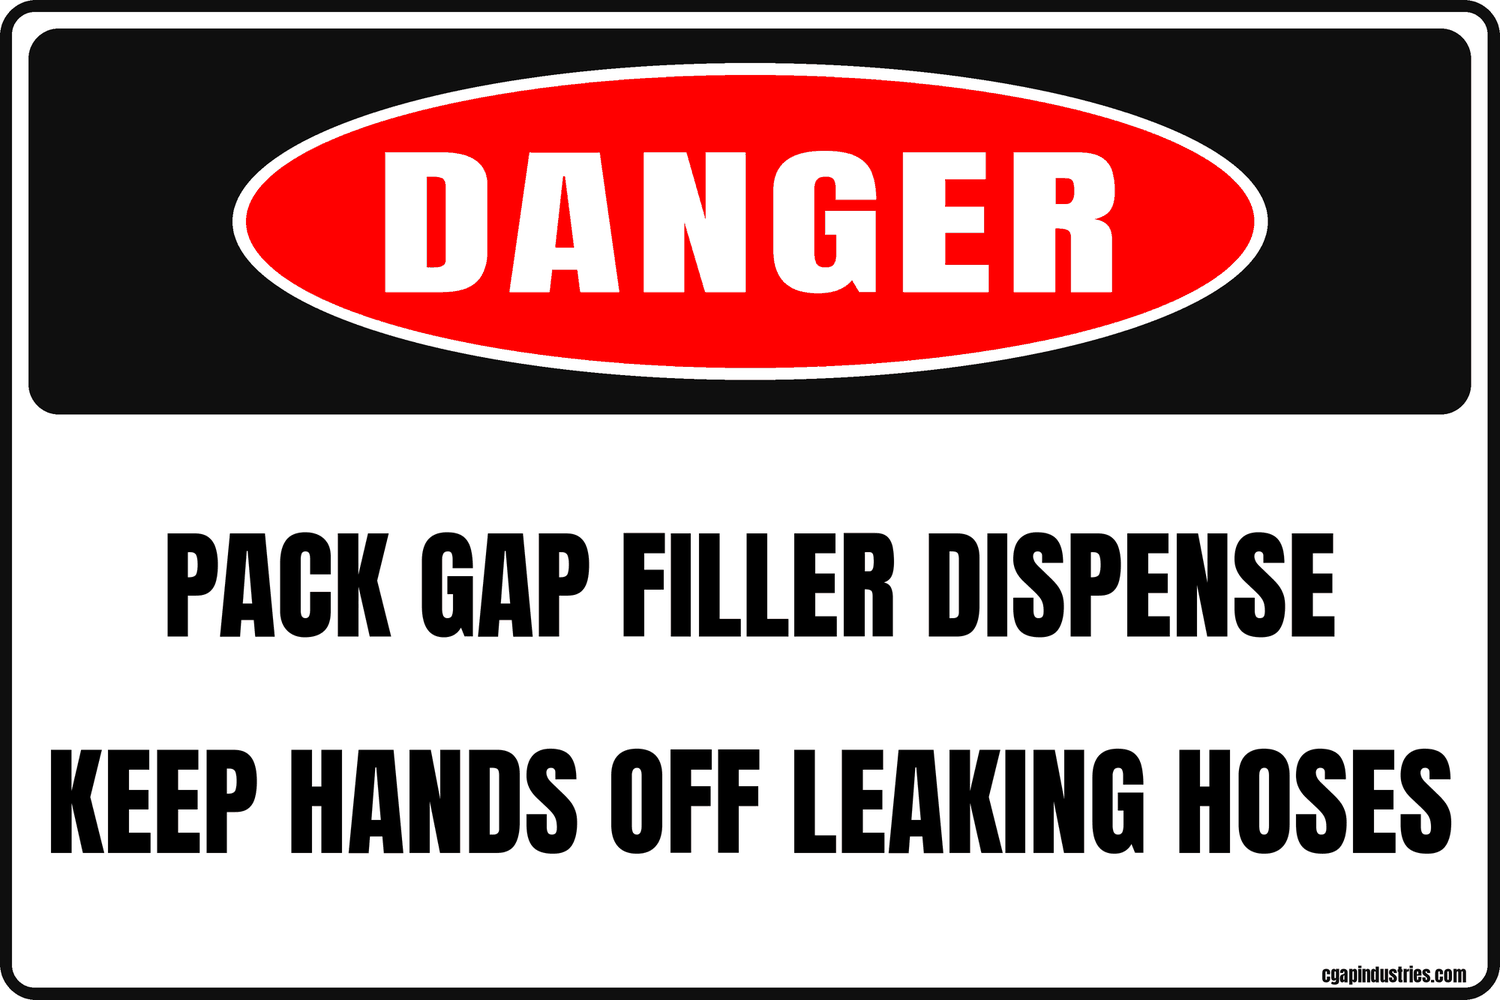 DANGER
PACK GAP FILLER DISPENSE
KEEP HANDS OFF LEAKING HOSES
cgapindustries.com